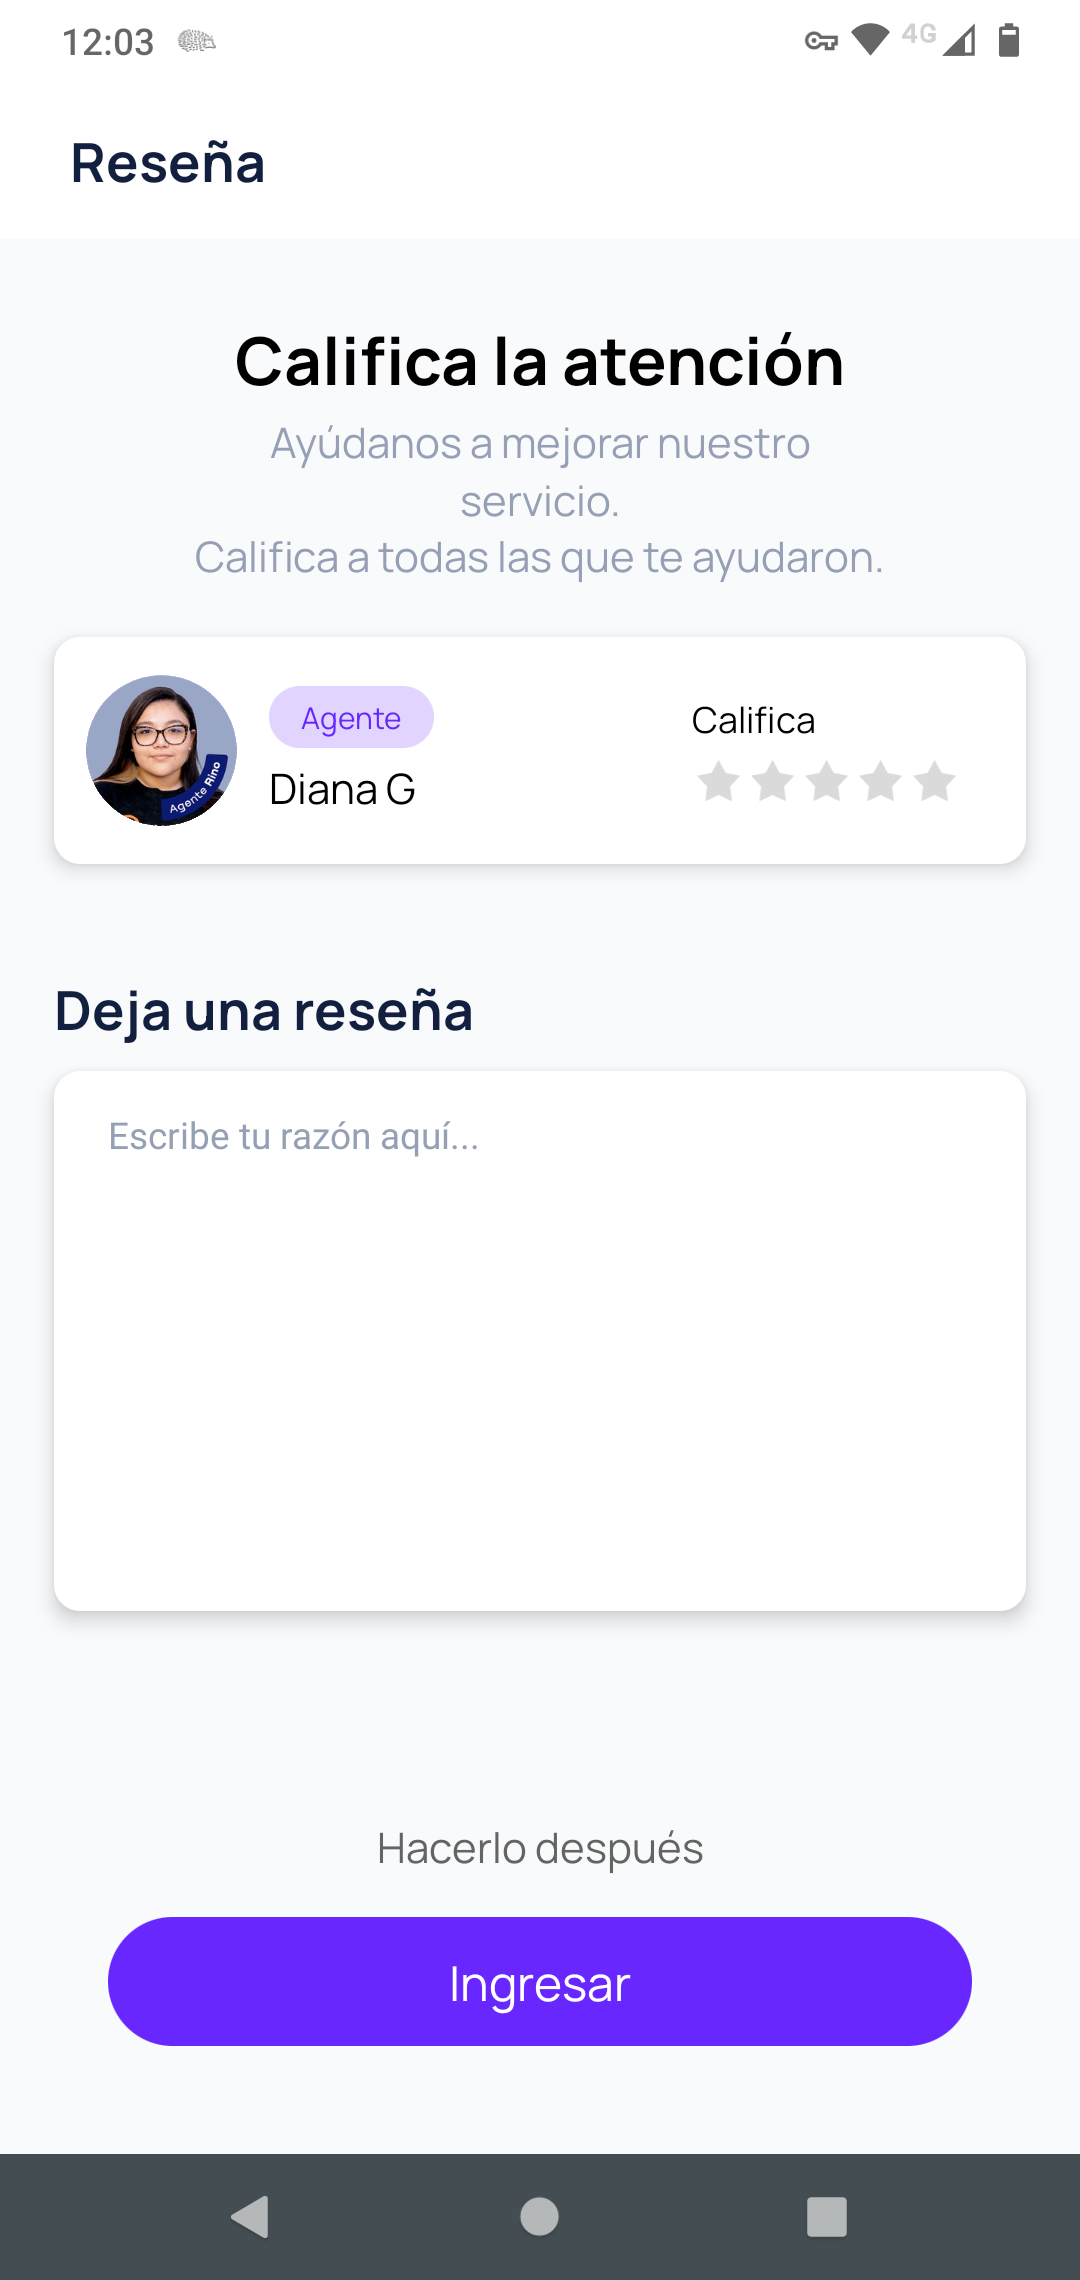 12:03
4G
Reseña
Califica la atención
Ayúdanos a mejorar nuestro
servicio.
Califica a todas las que te ayudaron.
Agente
Califica
Diana G
Agente Rino
Deja una reseña
Escribe tu razón aquí...
Hacerlo después
Ingresar